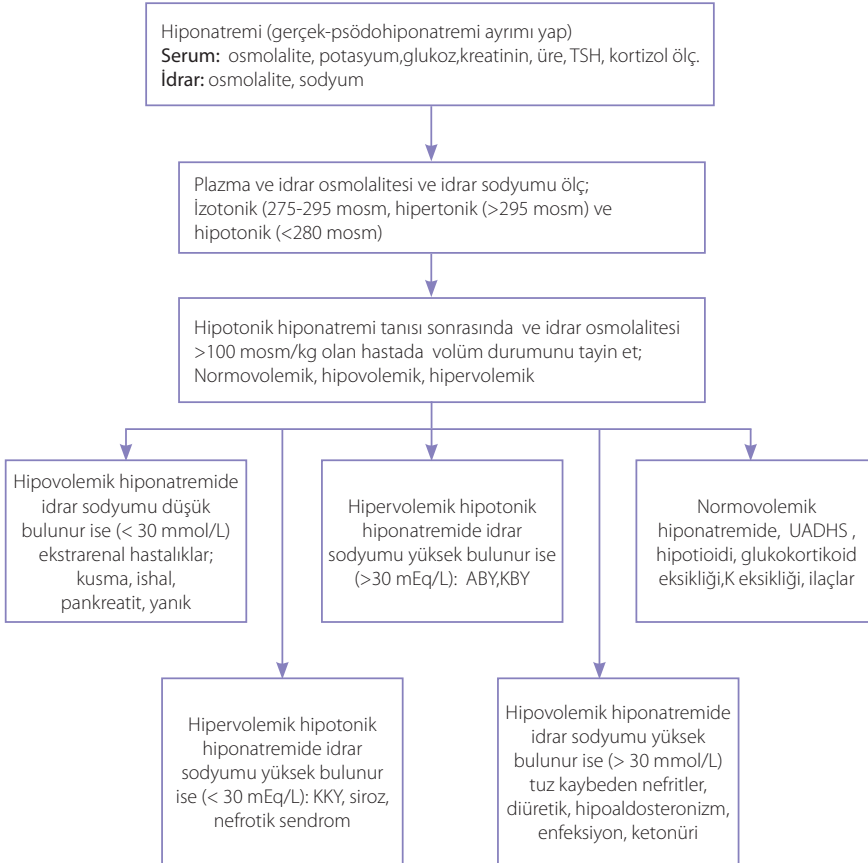 Hiponatremi (gerçek-psödohiponatremi ayrımı yap)
Serum: osmolalite, potasyum,glukoz,kreatinin, üre, TSH, kortizol ölç.
İdrar: osmolalite, sodyum
Plazma ve idrar osmolalitesi ve idrar sodyumu ölç;
İzotonik (275-295 mosm, hipertonik (>295 mosm) ve
hipotonik (<280 mosm)
Hipotonik hiponatremi tanısı sonrasında ve idrar osmolalitesi
>100 mosm/kg olan hastada volüm durumunu tayin et;
Normovolemik, hipovolemik, hipervolemik
Hipovolemik hiponatremide
idrar sodyumu düşük
bulunur ise (< 30 mmol/L)
ekstrarenal hastalıklar;
kusma, ishal,
pankreatit, yanık
Hipervolemik hipotonik
hiponatremide idrar
sodyumu yüksek bulunur ise
(>30 mEq/L): ABY,KBY
Normovolemik
hiponatremide, UADHS ,
hipotioidi, glukokortikoid
eksikliği,K eksikliği, ilaçlar
Hipervolemik hipotonik
hiponatremide idrar
sodyumu yüksek bulunur
ise (< 30 mEq/L): KKY, siroz,
nefrotik sendrom
Hipovolemik hiponatremide
idrar sodyumu yüksek
bulunur ise (> 30 mmol/L)
tuz kaybeden nefritler,
diüretik, hipoaldosteronizm,
enfeksiyon, ketonüri